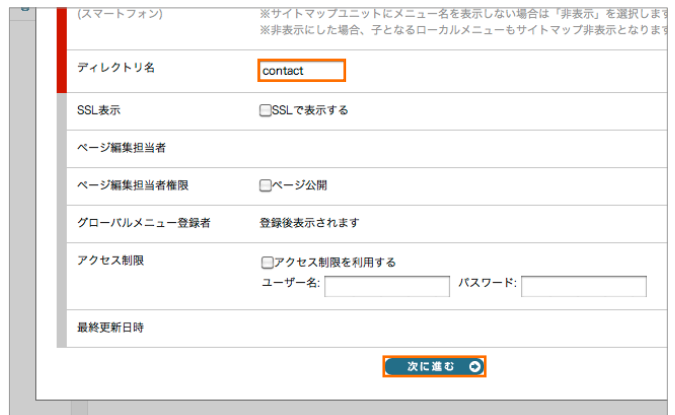 (スマートフォン)
※サイトマップユニットにメニュー名を表示しない場合は「非表示」を選択しま
※非表示にした場合、子となるローカルメニューもサイトマップ非表示となりま
ディレクトリ名
contact
SSL表示
SSLで表示する
ページ編集担当者
ページ編集担当者権限
ページ公開
グローバルメニュー登録者
登録後表示されます
アクセス制限
アクセス制限を利用する
ユーザー名:
パスワード:
最終更新日時
次に進む